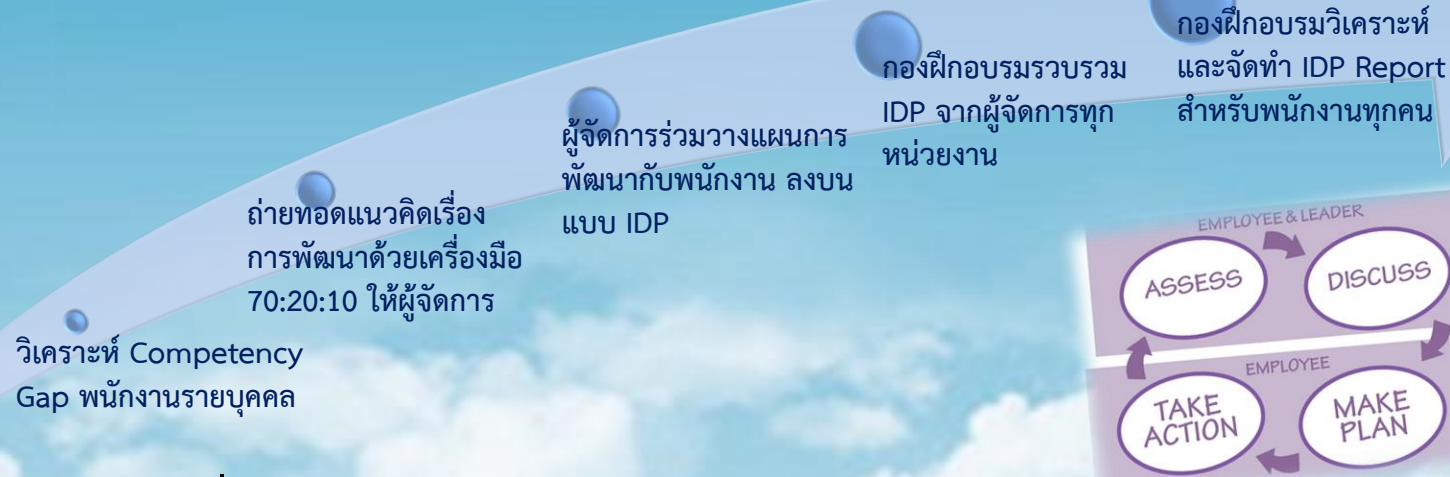 วิเคราะห์ Competency
Gap พนักงานรายบุคคล
ถ่ายทอดแนวคิดเรื่อง
การพัฒนาด้วยเครื่องมือ
70:20:10 ให้ผู้จัดการ
ผู้จัดการร่วมวางแผนการ
พัฒนากับพนักงาน ลงบน
แบบ IDP
กองฝึกอบรมรวบรวม
IDP จากผู้จัดการทุก
หน่วยงาน
กองฝึกอบรมวิเคราะห์
และจัดทำ IDP Report
สำหรับพนักงานทุกคน
EMPLOYEE & LEADER
ASSESS
DISCUSS
EMPLOYEE
TAKE
ACTION
MAKE
PLAN